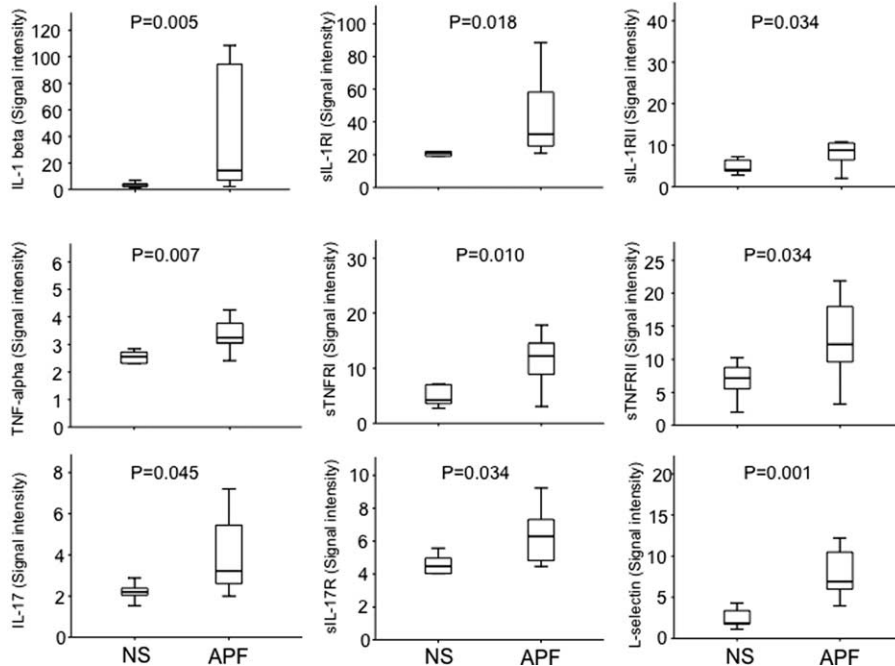 IL-1 beta (Signal intensity)
120
100
80
60
40
20
0
P=0.005
sIL-1RI (Signal intensity)
100
80
60
40
20
0
P=0.018
sIL-1RII (Signal intensity)
40
30
20
10
0
P=0.034
TNF-alpha (Signal intensity)
6
5
4
3
2
1
0
P=0.007
sTNFRI (Signal intensity)
30
20
10
0
P=0.010
sTNFRII (Signal intensity)
25
20
15
10
5
0
P=0.034
IL-17 (Signal intensity)
8
6
4
2
0
P=0.045
NS APF
sIL-17R (Signal intensity)
10
8
6
4
2
0
P=0.034
NS APF
L-selectin (Signal intensity)
20
15
10
5
0
P=0.001
NS APF